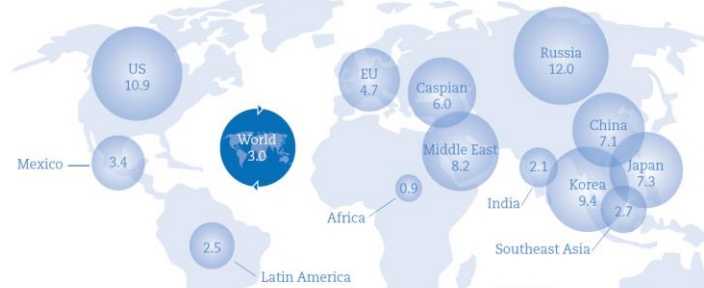 US
10.9
EU
4.7
Russia
12.0
Caspian
6.0
World
3.0
China
7.1
Middle East
8.2
Mexico
3.4
2.1
India
Japan
7.3
Korea
9.4
0.9
Africa
2.7
Southeast Asia
2.5
Latin America